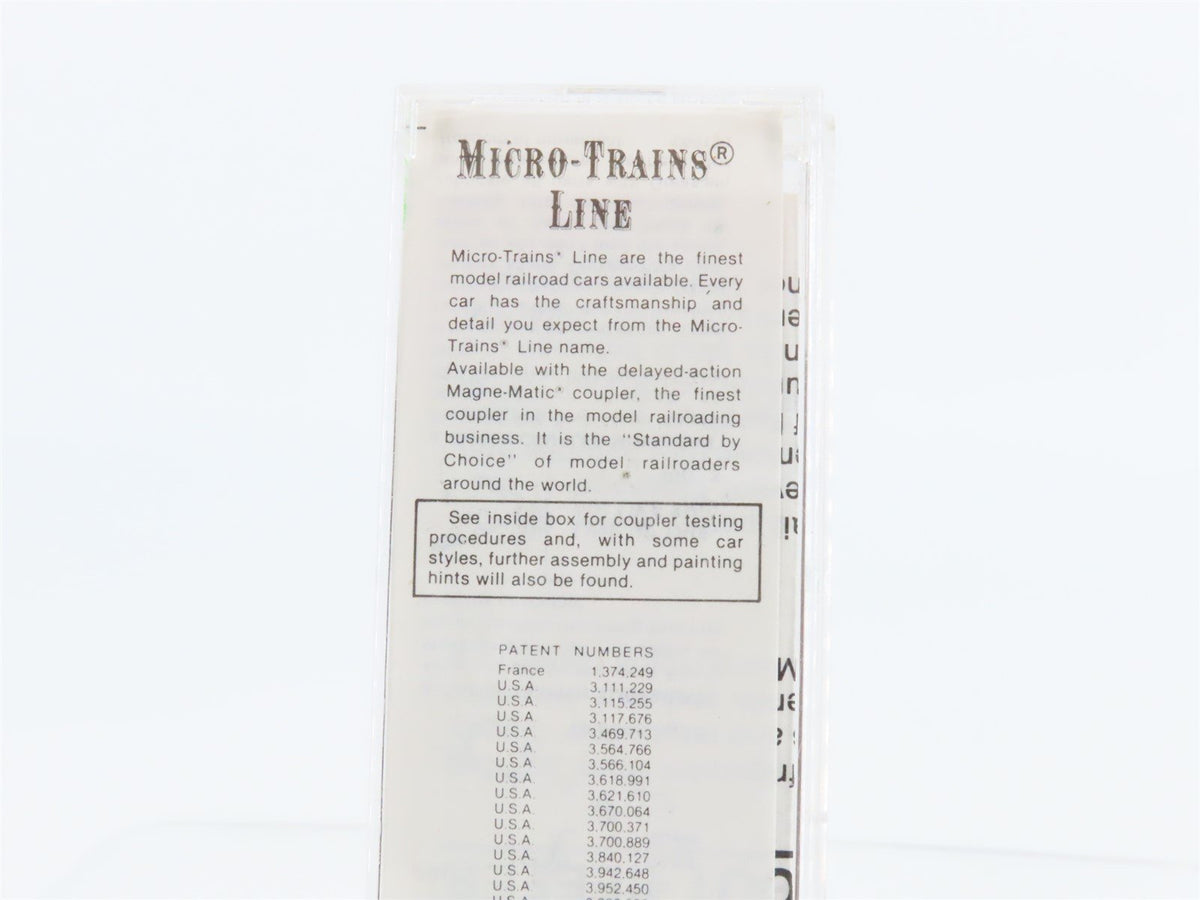 MICRO-TRAINS®
LINE
Micro-Trains® Line are the finest
model railroad cars available. Every
car has the craftsmanship and
detail you expect from the Micro-
Trains® Line name.
Available with the delayed-action
Magne-Matic® coupler, the finest
coupler in the model railroading
business. It is the "Standard by
Choice" of model railroaders
around the world.
See inside box for coupler testing
procedures and, with some car
styles, further assembly and painting
hints will also be found.
PATENT NUMBERS
France 1.374.249
U.S.A. 3.111.229
U.S.A. 3.115.255
U.S.A. 3.117.676
U.S.A. 3.469.713
U.S.A. 3.564.766
U.S.A. 3.566.104
U.S.A. 3.618.991
U.S.A. 3.621.610
U.S.A. 3.670.064
U.S.A. 3.700.371
U.S.A. 3.700.889
U.S.A. 3.840.127
U.S.A. 3.942.648
U.S.A. 3.952.450